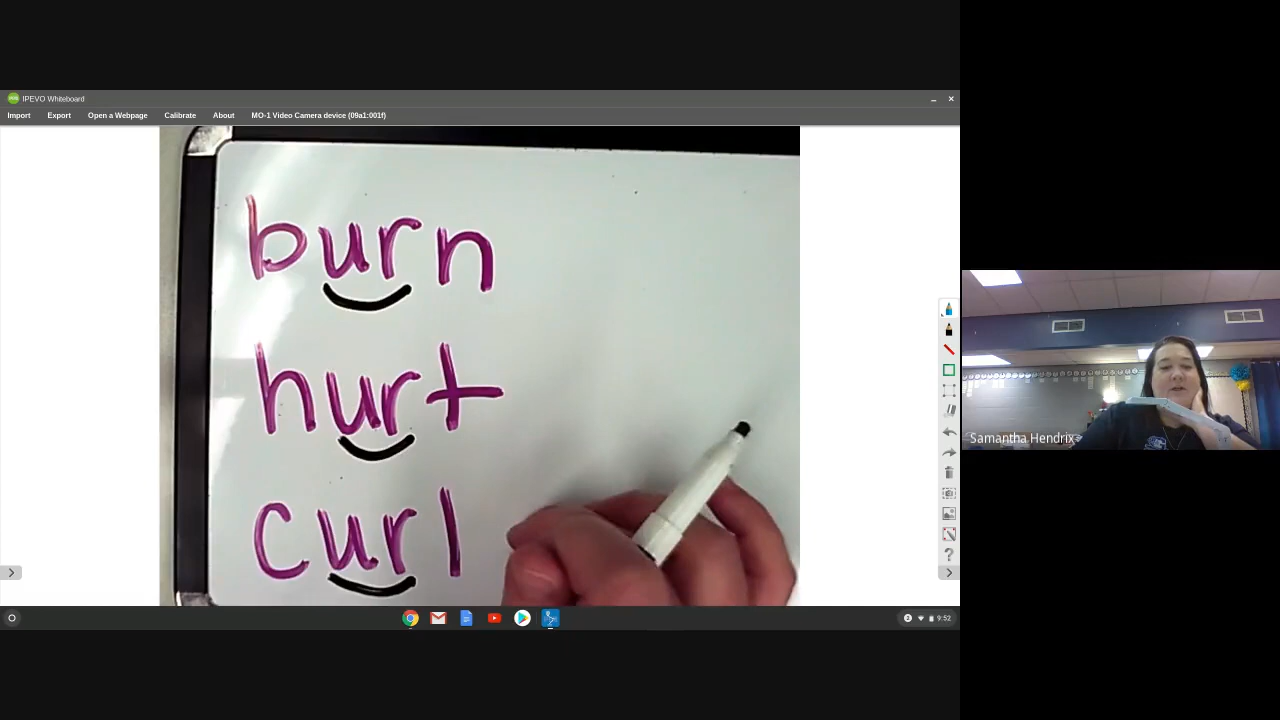 IPEVO Whiteboard
Import Export Open a Webpage Calibrate About MO-1 Video Camera device (09a1:001f)
burn
hurt
curl
Samantha Hendrix
9:52